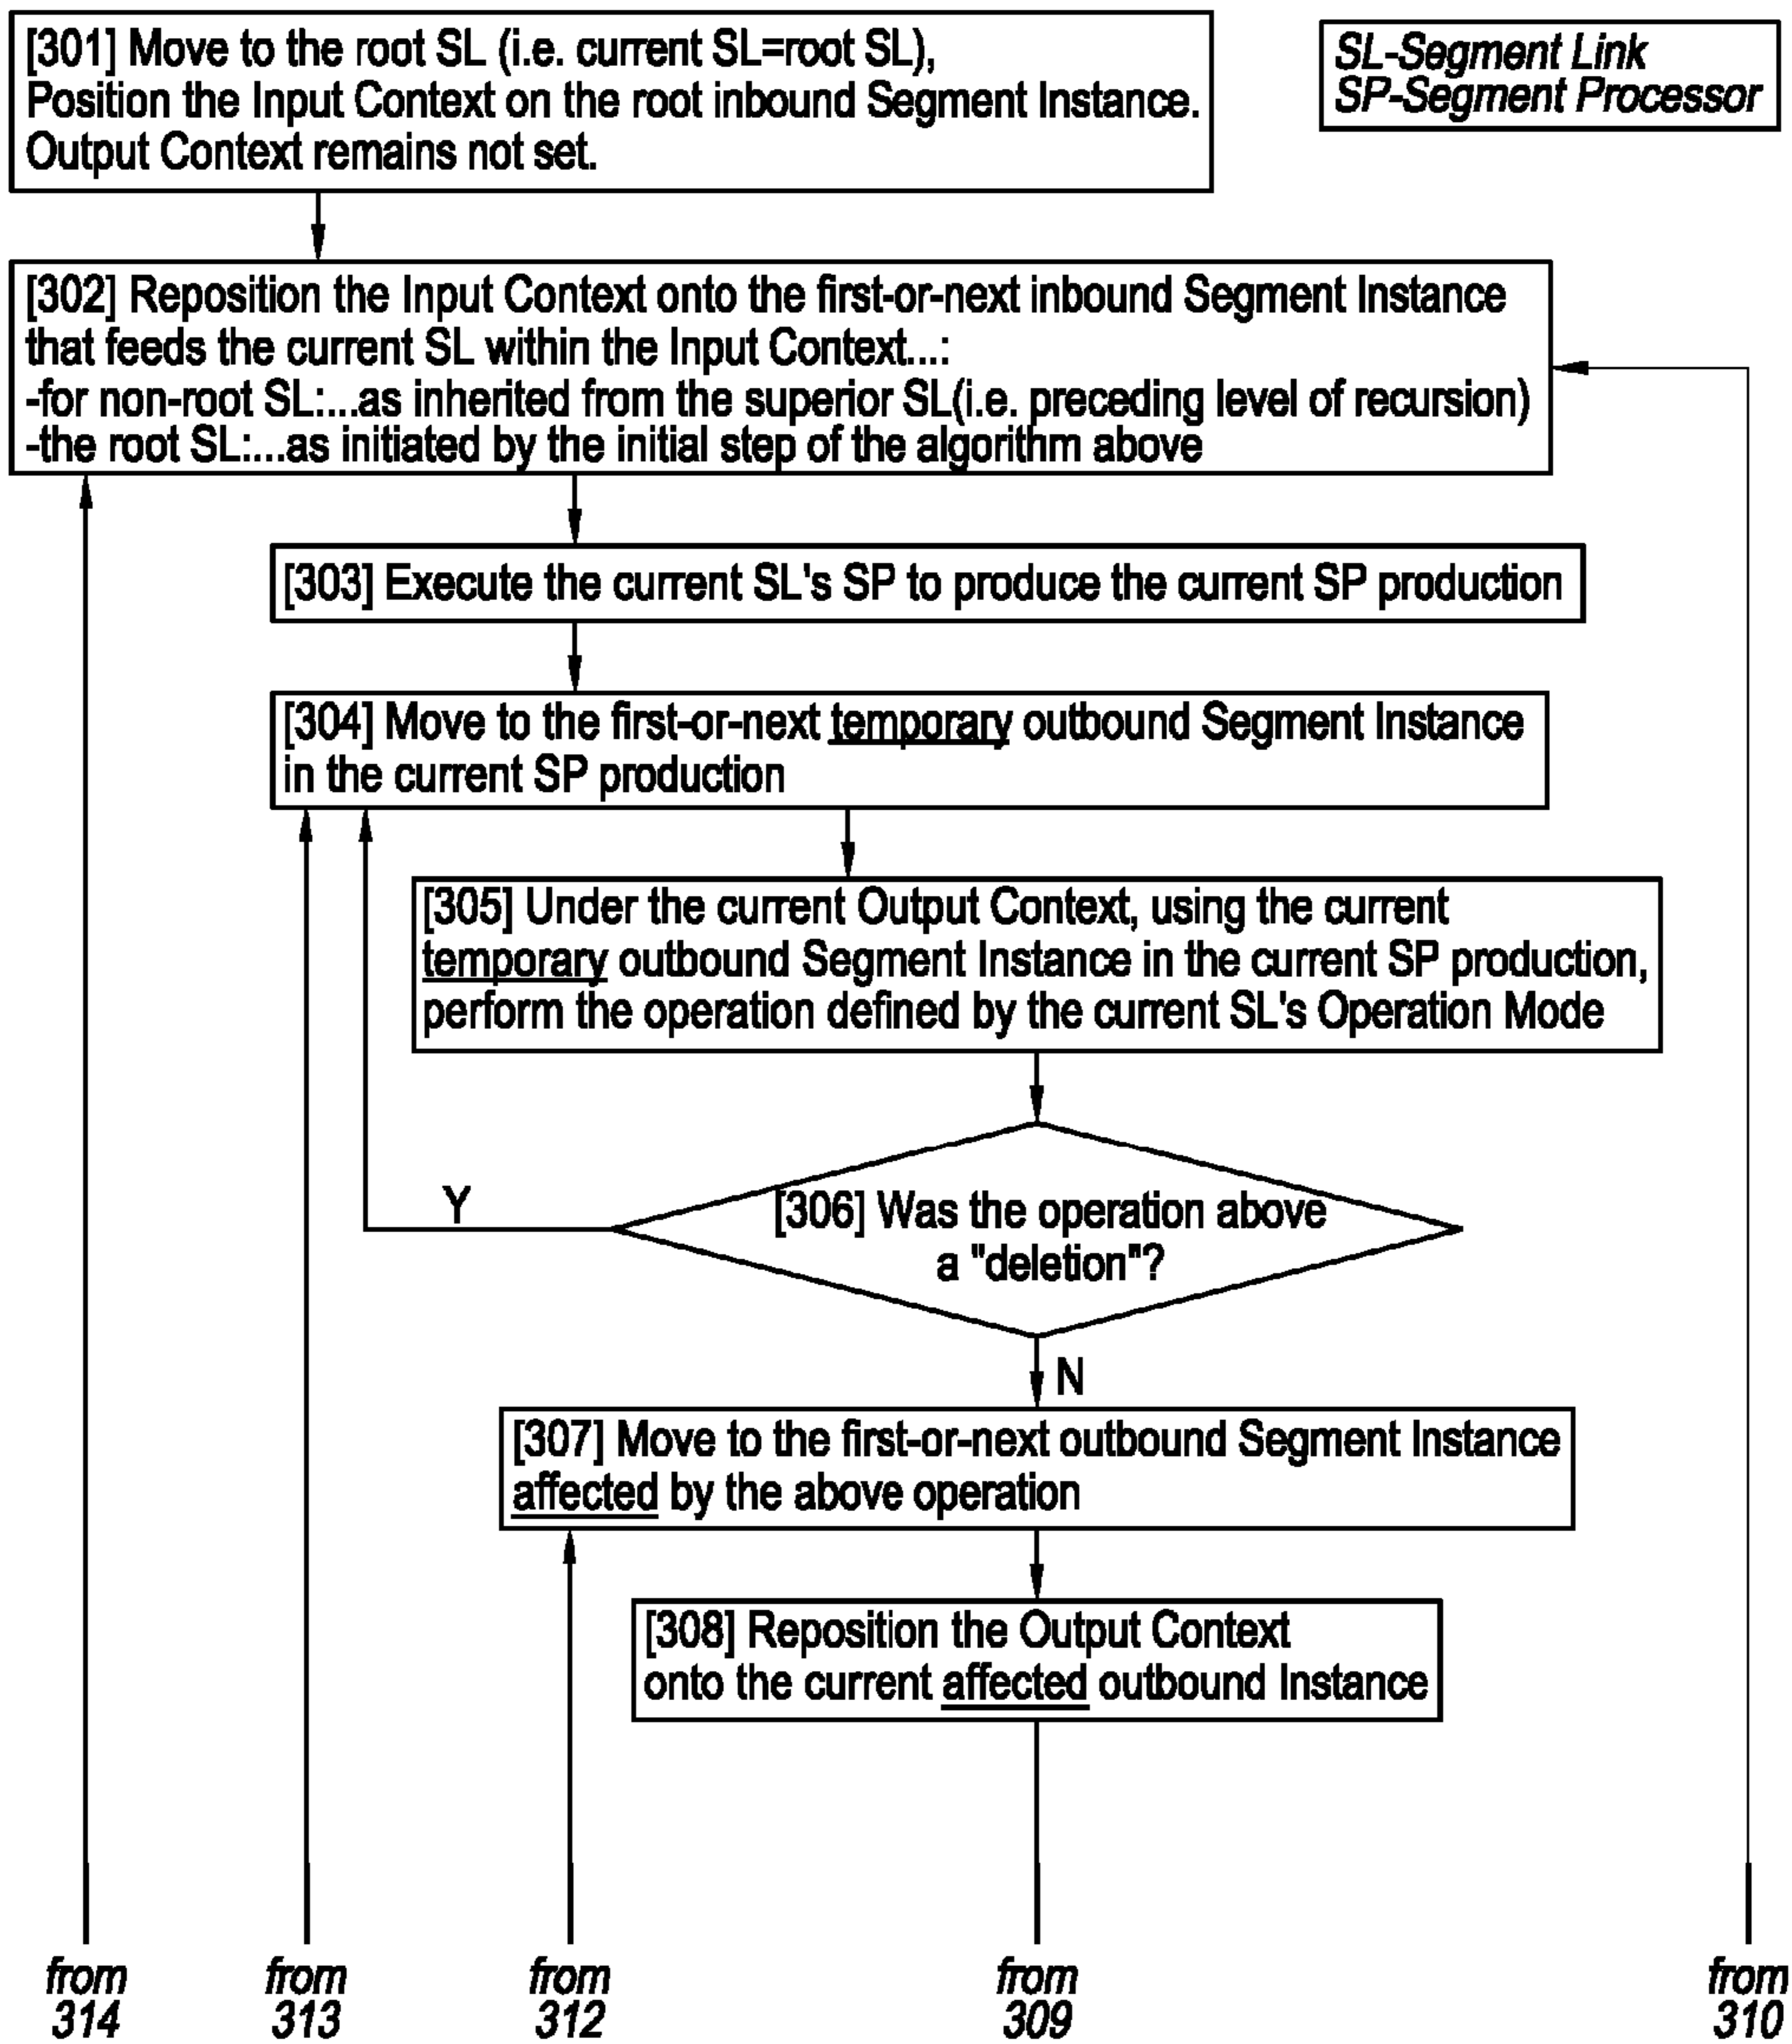 [301] Move to the root SL (i.e. current SL=root SL),
Position the Input Context on the root inbound Segment Instance.
Output Context remains not set.
SL-Segment Link
SP-Segment Processor
[302] Reposition the Input Context onto the first-or-next inbound Segment Instance
that feeds the current SL within the Input Context...:
-for non-root SL:...as inherited from the superior SL(i.e. preceding level of recursion)
-the root SL:...as initiated by the initial step of the algorithm above
[303] Execute the current SL's SP to produce the current SP production
[304] Move to the first-or-next temporary outbound Segment Instance
in the current SP production
[305] Under the current Output Context, using the current
temporary outbound Segment Instance in the current SP production,
perform the operation defined by the current SL's Operation Mode
[306] Was the operation above
a "deletion"?
Y
N
[307] Move to the first-or-next outbound Segment Instance
affected by the above operation
[308] Reposition the Output Context
onto the current affected outbound Instance
from
314
from
313
from
312
from
309
from
310